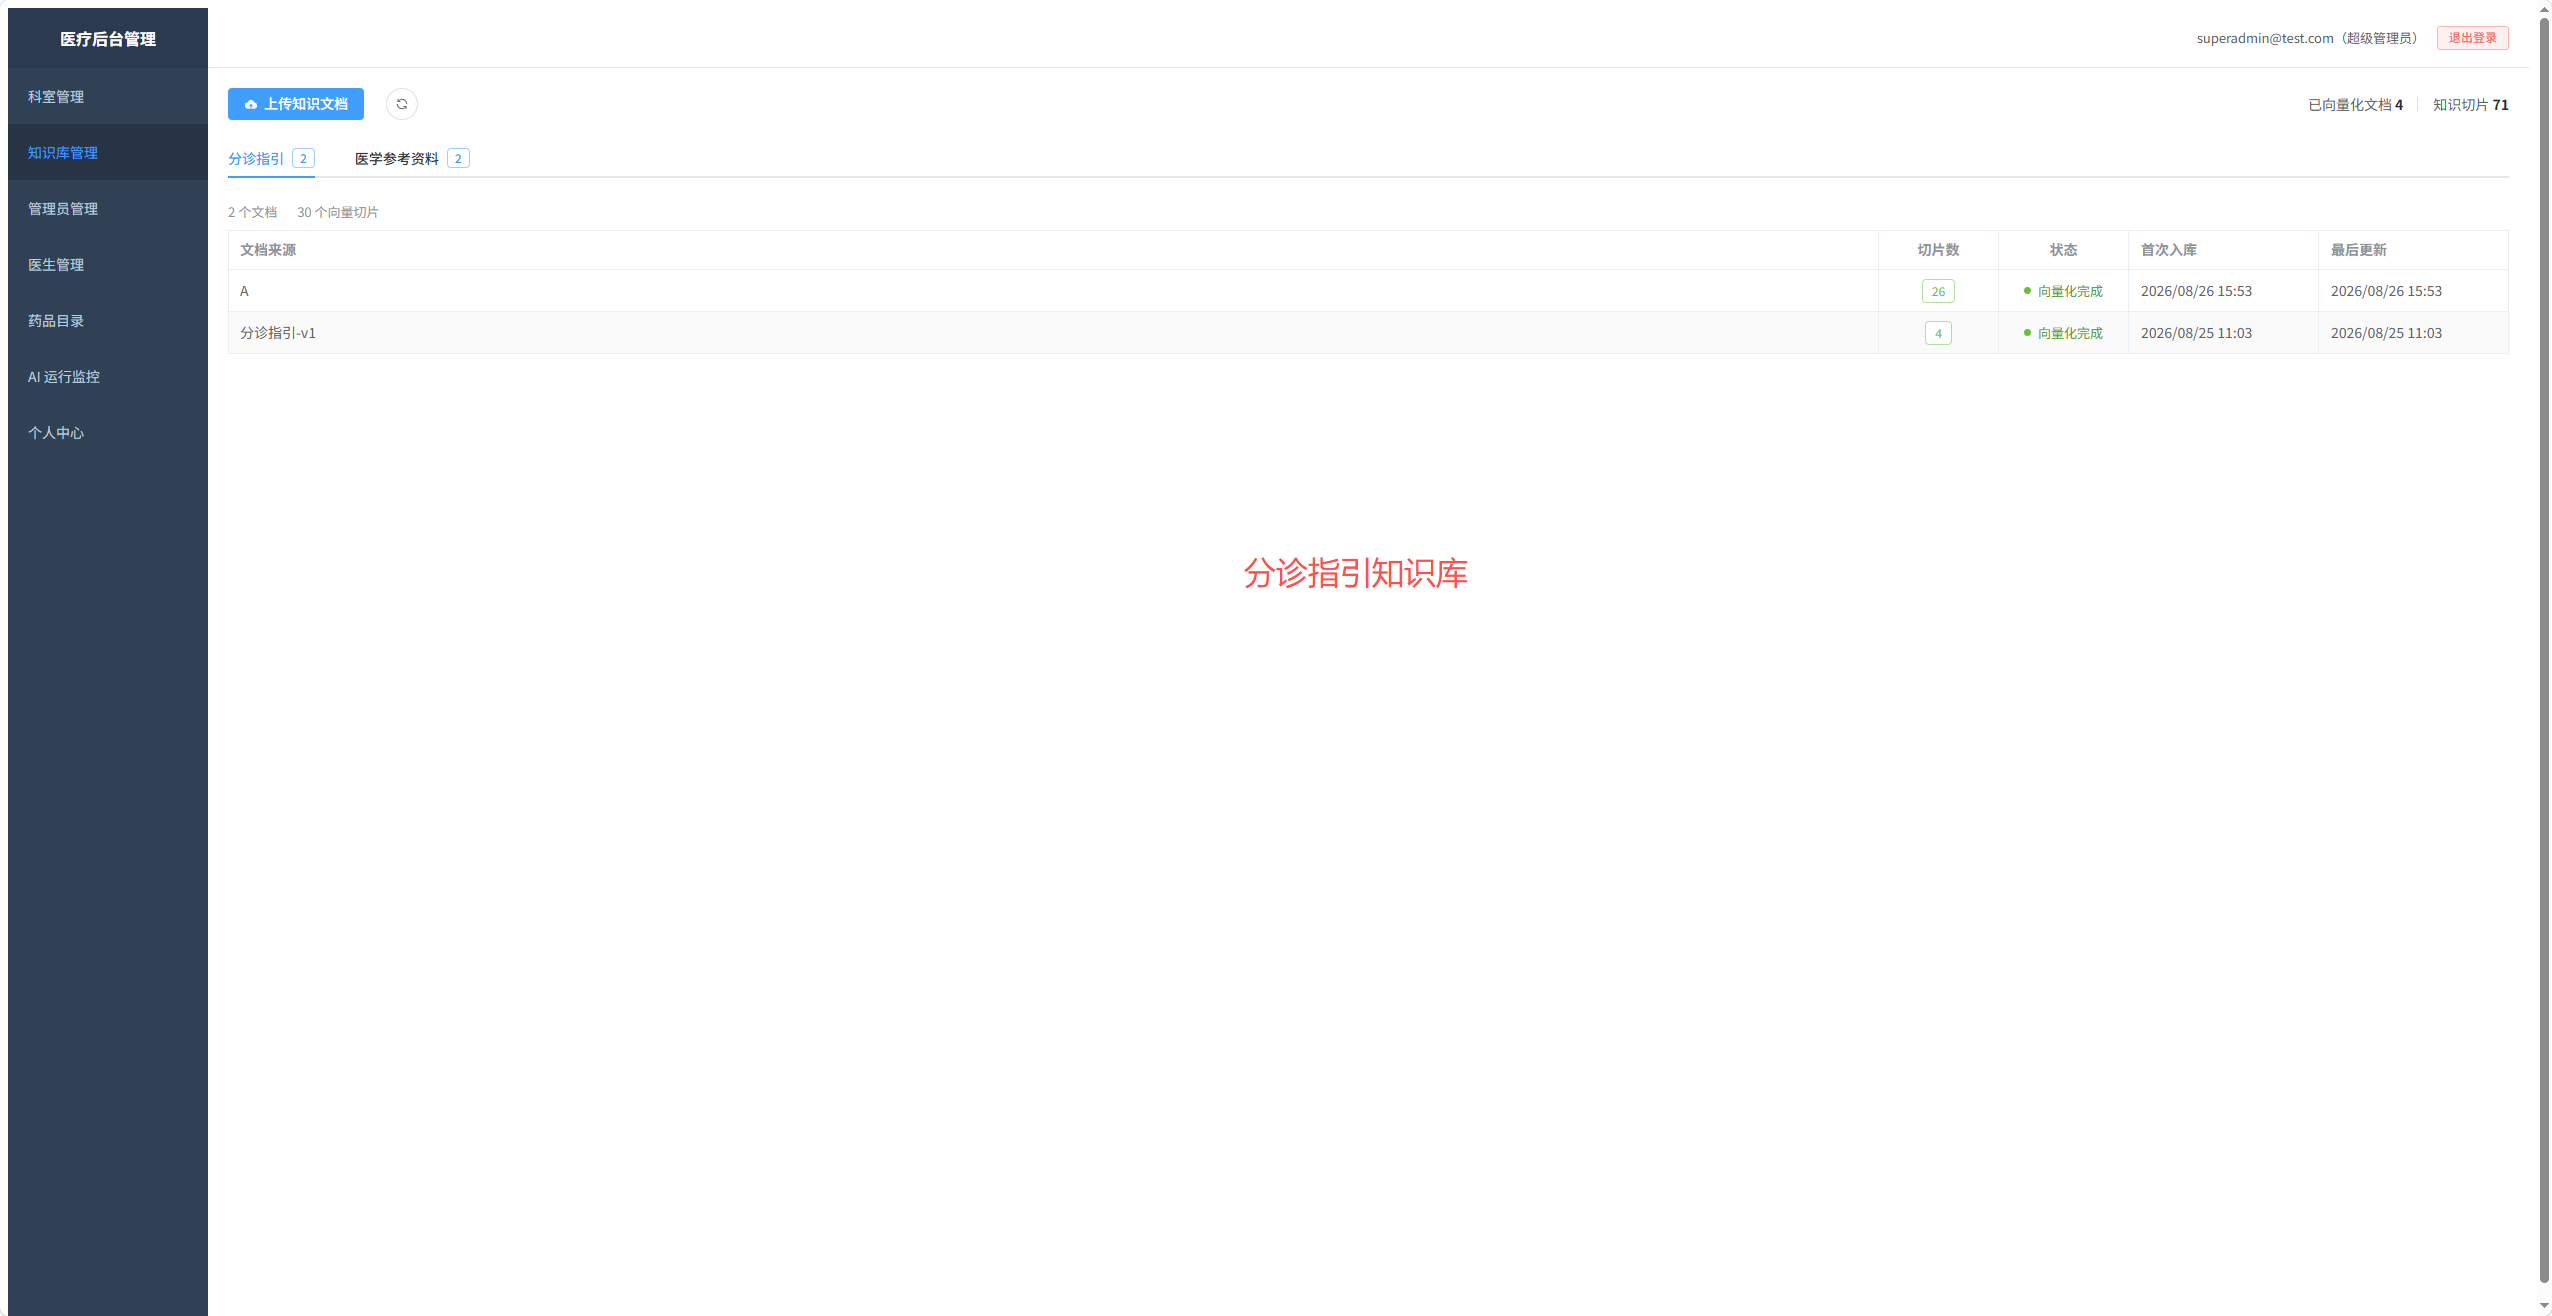 医疗后台管理
superadmin@test.com（超级管理员）
退出登录
科室管理
知识库管理
管理员管理
医生管理
药品目录
AI 运行监控
个人中心
上传知识文档
已向量化文档 4
知识切片 71
分诊指引 2
医学参考资料 2
2 个文档 30 个向量切片
文档来源 切片数 状态 首次入库 最后更新
A 26 向量化完成 2026/08/26 15:53 2026/08/26 15:53
分诊指引-v1 4 向量化完成 2026/08/25 11:03 2026/08/25 11:03
分诊指引知识库